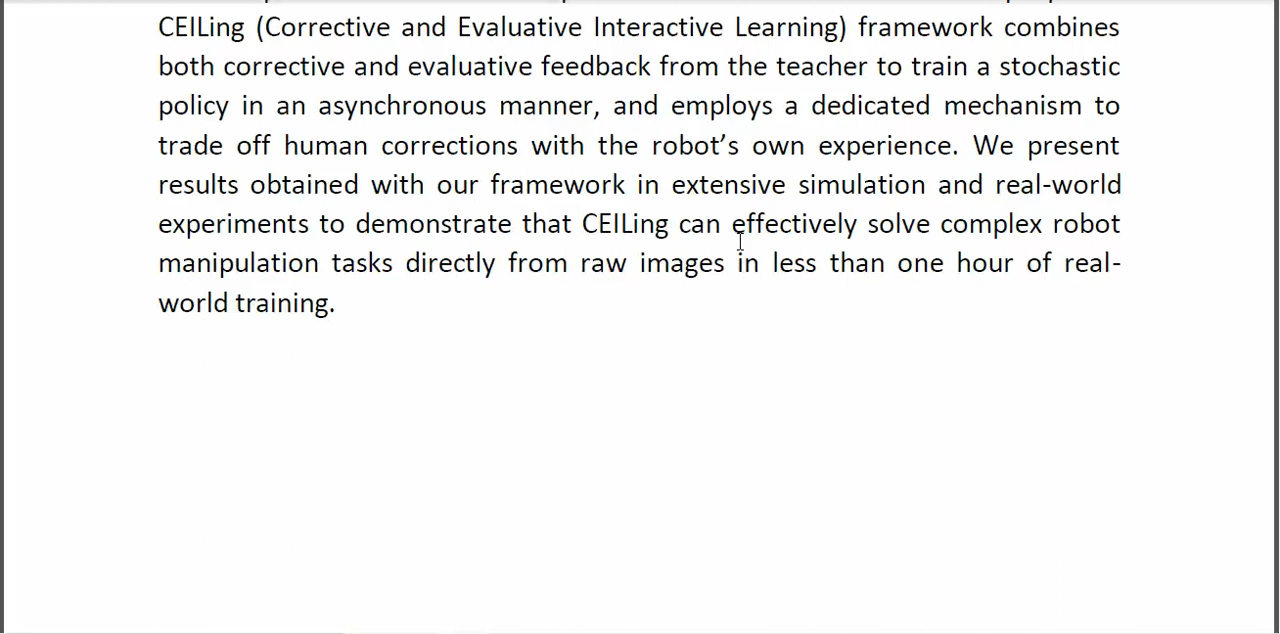 CEILing (Corrective and Evaluative Interactive Learning) framework combines
both corrective and evaluative feedback from the teacher to train a stochastic
policy in an asynchronous manner, and employs a dedicated mechanism to
trade off human corrections with the robot’s own experience. We present
results obtained with our framework in extensive simulation and real-world
experiments to demonstrate that CEILing can effectively solve complex robot
manipulation tasks directly from raw images in less than one hour of real-
world training.